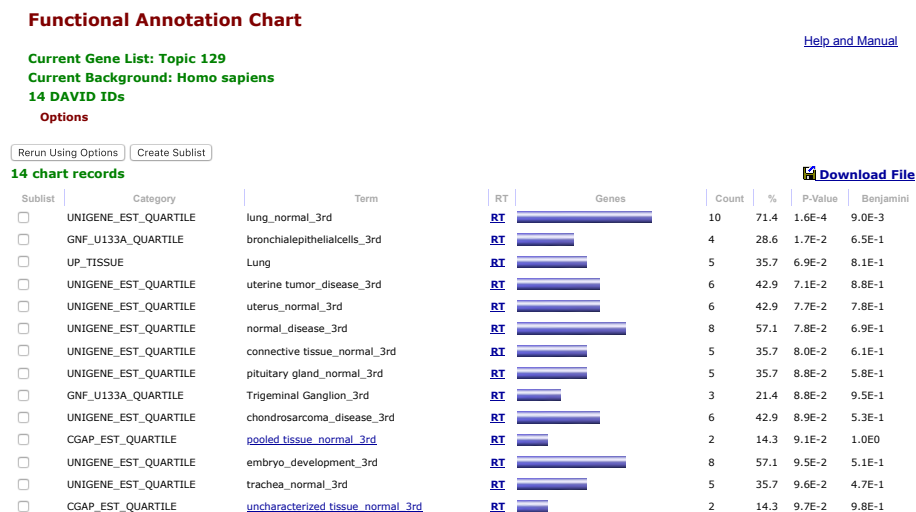 Functional Annotation Chart
Help and Manual
Current Gene List: Topic 129
Current Background: Homo sapiens
14 DAVID IDs
Options
Rerun Using Options Create Sublist
14 chart records Download File
Sublist Category Term RT Genes Count % P-Value Benjamini
UNIGENE_EST_QUARTILE lung_normal_3rd RT 10 71.4 1.6E-4 9.0E-3
GNF_U133A_QUARTILE bronchialepithelialcells_3rd RT 4 28.6 1.7E-2 6.5E-1
UP_TISSUE Lung RT 5 35.7 6.9E-2 8.1E-1
UNIGENE_EST_QUARTILE uterine tumor_disease_3rd RT 6 42.9 7.1E-2 8.8E-1
UNIGENE_EST_QUARTILE uterus_normal_3rd RT 6 42.9 7.7E-2 7.8E-1
UNIGENE_EST_QUARTILE normal_disease_3rd RT 8 57.1 7.8E-2 6.9E-1
UNIGENE_EST_QUARTILE connective tissue_normal_3rd RT 5 35.7 8.0E-2 6.1E-1
UNIGENE_EST_QUARTILE pituitary gland_normal_3rd RT 5 35.7 8.8E-2 5.8E-1
GNF_U133A_QUARTILE Trigeminal Ganglion_3rd RT 3 21.4 8.8E-2 9.5E-1
UNIGENE_EST_QUARTILE chondrosarcoma_disease_3rd RT 6 42.9 8.9E-2 5.3E-1
CGAP_EST_QUARTILE pooled tissue_normal_3rd RT 2 14.3 9.1E-2 1.0E0
UNIGENE_EST_QUARTILE embryo_development_3rd RT 8 57.1 9.5E-2 5.1E-1
UNIGENE_EST_QUARTILE trachea_normal_3rd RT 5 35.7 9.6E-2 4.7E-1
CGAP_EST_QUARTILE uncharacterized tissue_normal_3rd RT 2 14.3 9.7E-2 9.8E-1